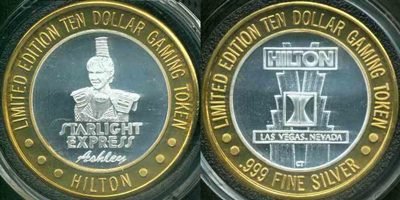 LIMITED EDITION TEN DOLLAR GAMING TOKEN
STARLIGHT
EXPRESS
Ashley
HILTON
LIMITED EDITION TEN DOLLAR GAMING TOKEN
HILTON
LAS VEGAS, NEVADA
CT
.999 FINE SILVER